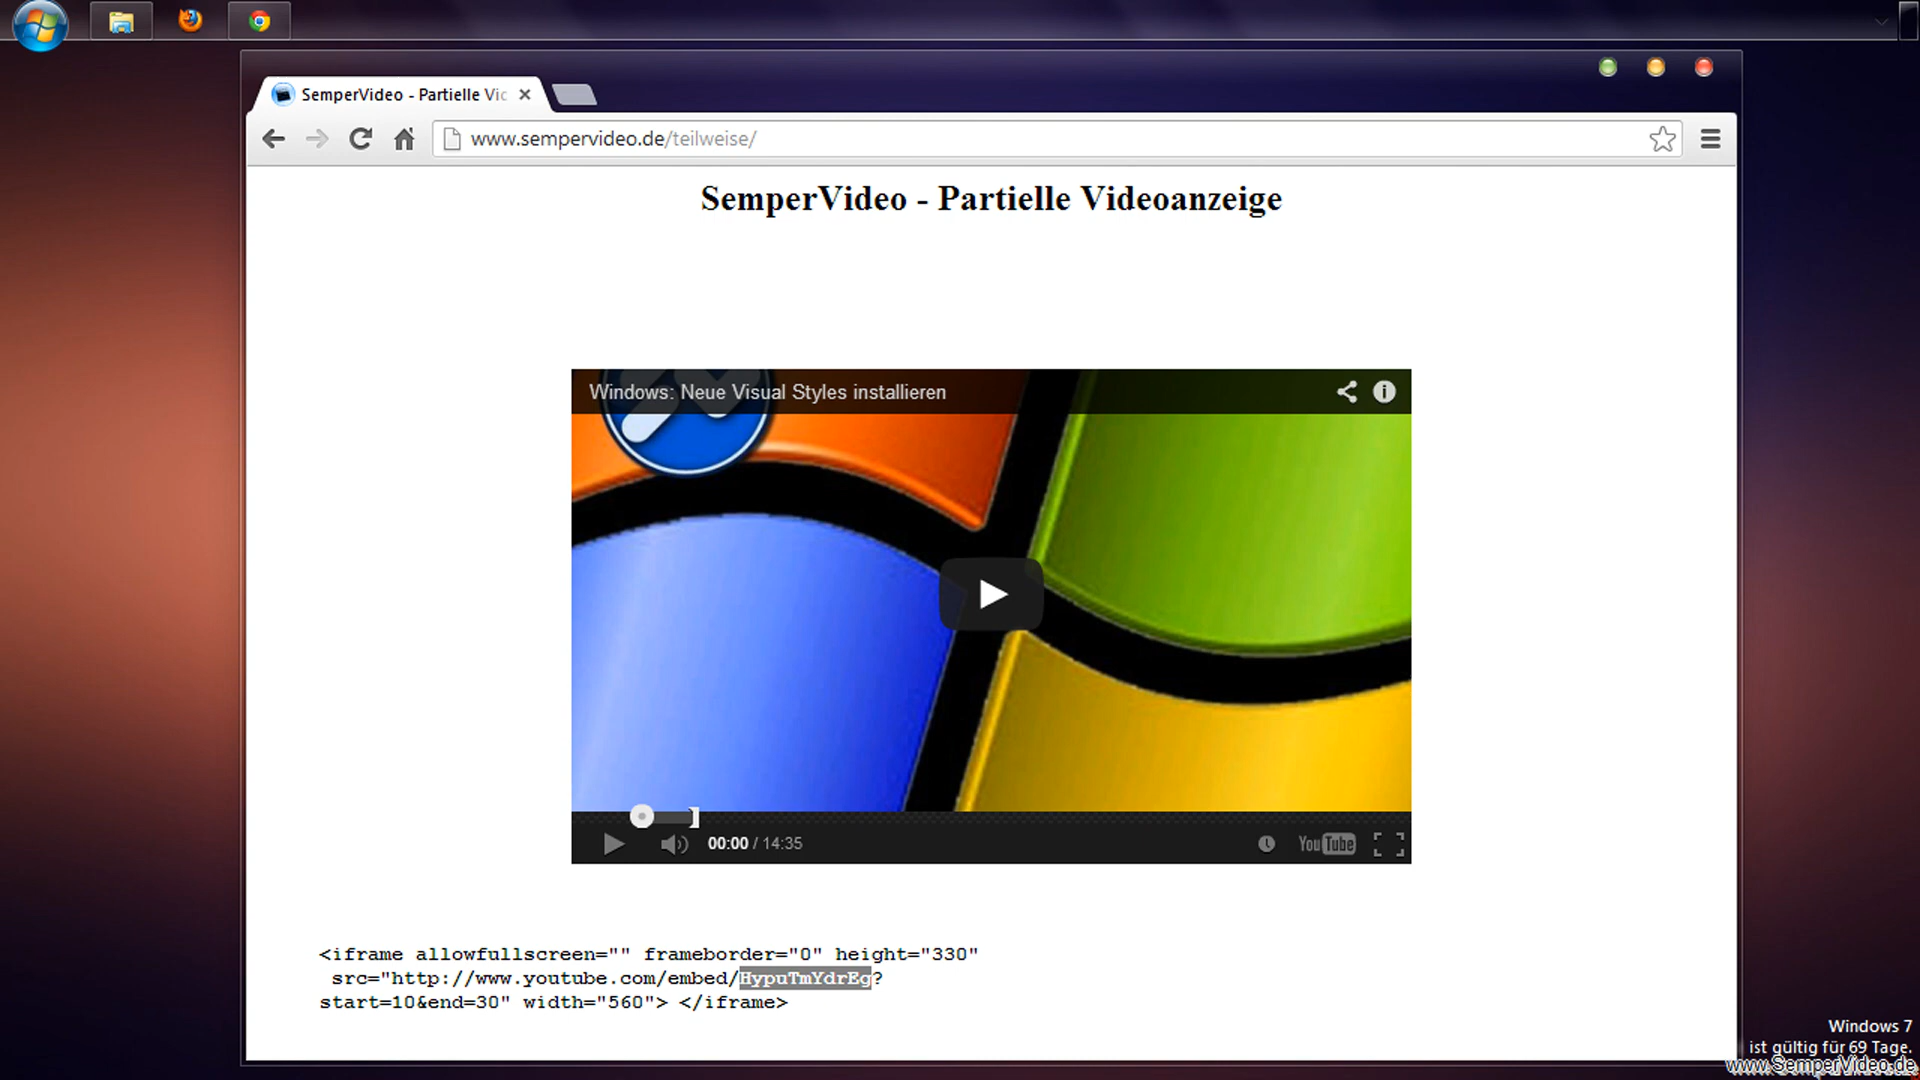 SemperVideo - Partielle Vic
www.sempervideo.de/teilweise/
SemperVideo - Partielle Videoanzeige
Windows: Neue Visual Styles installieren
00:00 / 14:35
YouTube
<iframe allowfullscreen="" frameborder="0" height="330"
src="http://www.youtube.com/embed/HypuTmYdrEg?
start=10&end=30" width="560"> </iframe>
Windows 7
ist gültig für 69 Tage.
www.SemperVideo.de